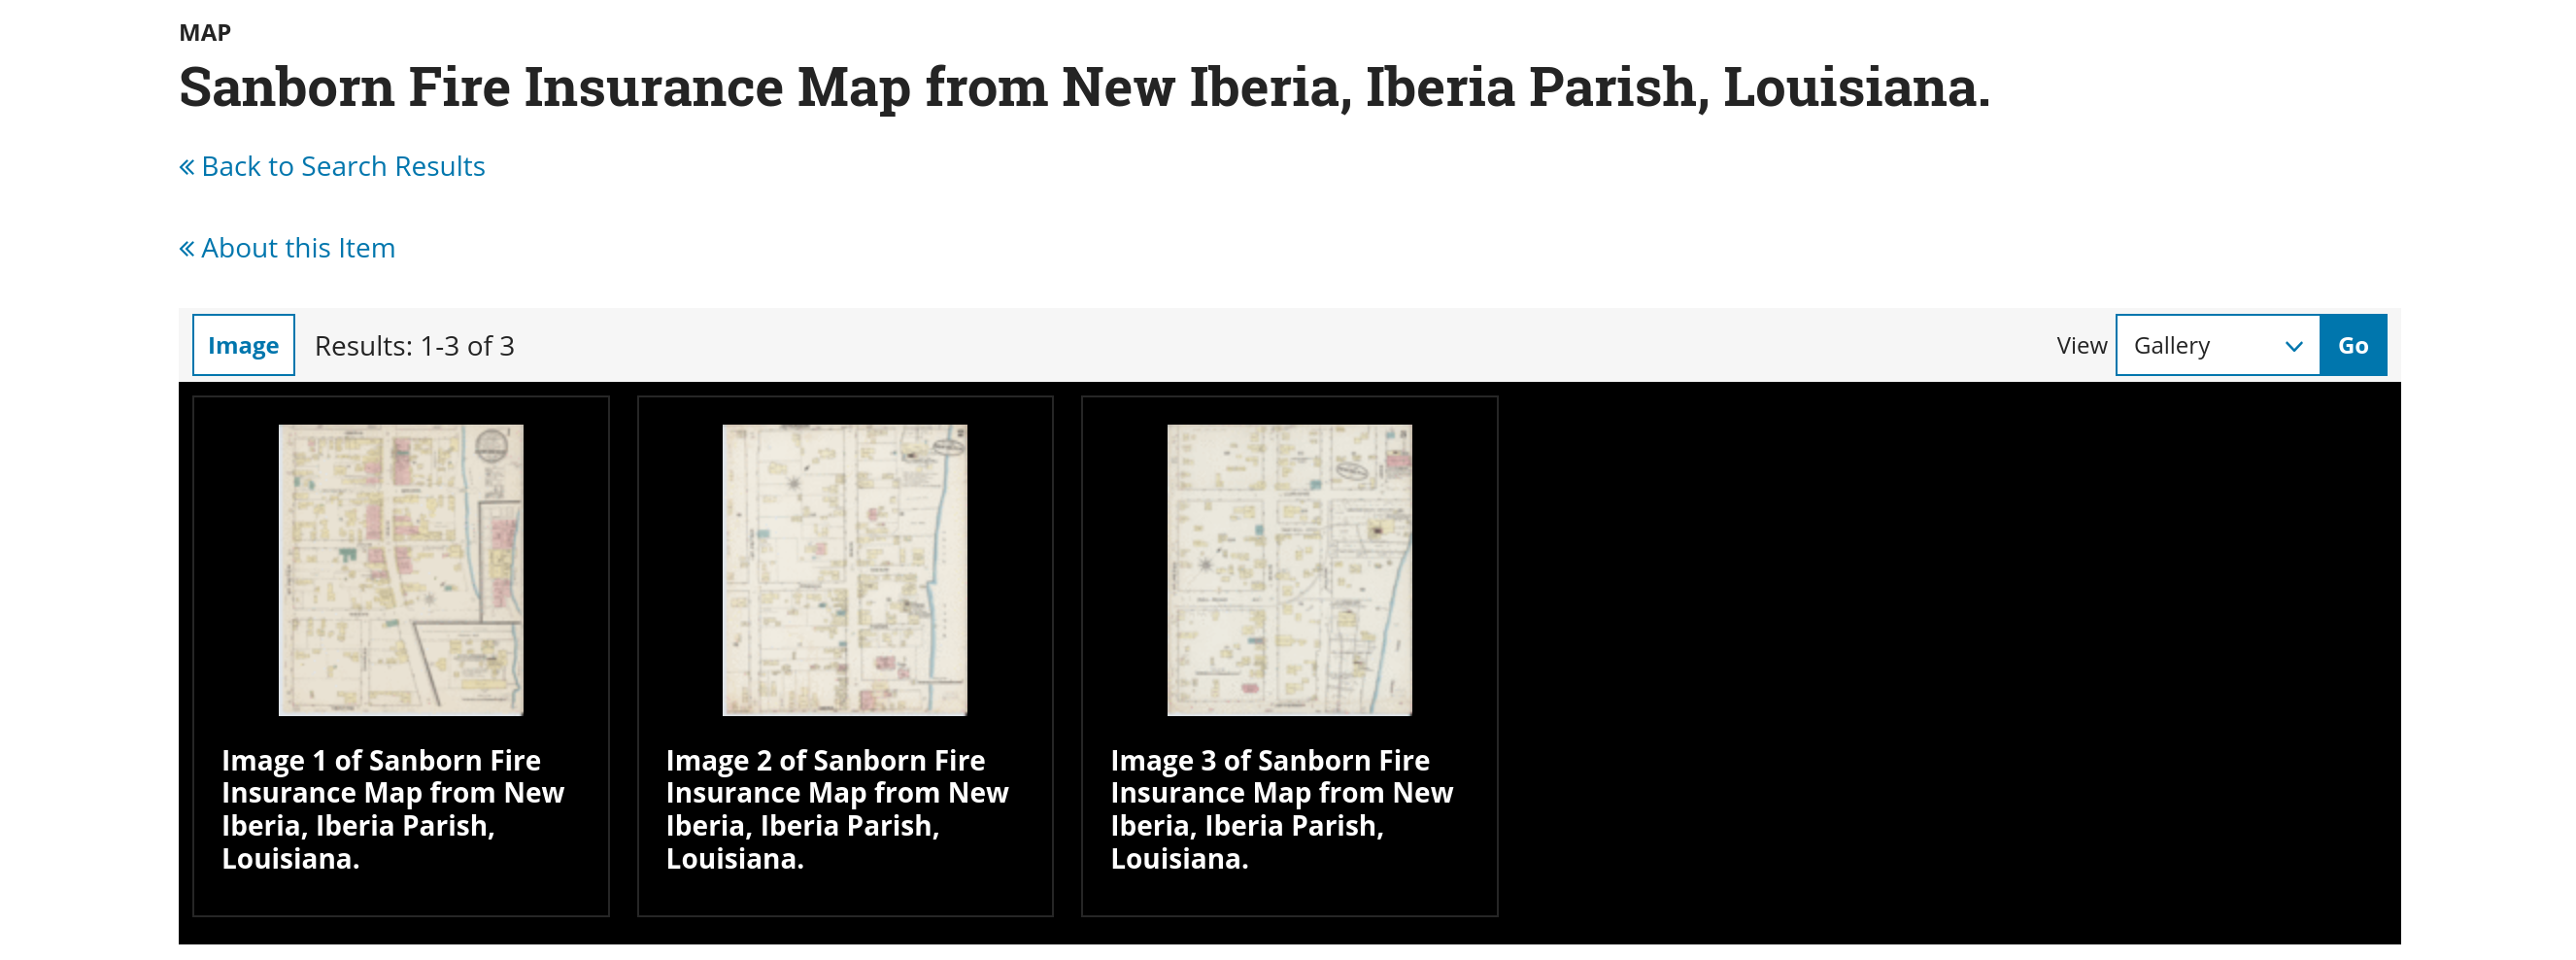 MAP
Sanborn Fire Insurance Map from New Iberia, Iberia Parish, Louisiana.
« Back to Search Results
« About this Item
Image Results: 1-3 of 3 View Gallery Go
Image 1 of Sanborn Fire
Insurance Map from New
Iberia, Iberia Parish,
Louisiana.
Image 2 of Sanborn Fire
Insurance Map from New
Iberia, Iberia Parish,
Louisiana.
Image 3 of Sanborn Fire
Insurance Map from New
Iberia, Iberia Parish,
Louisiana.